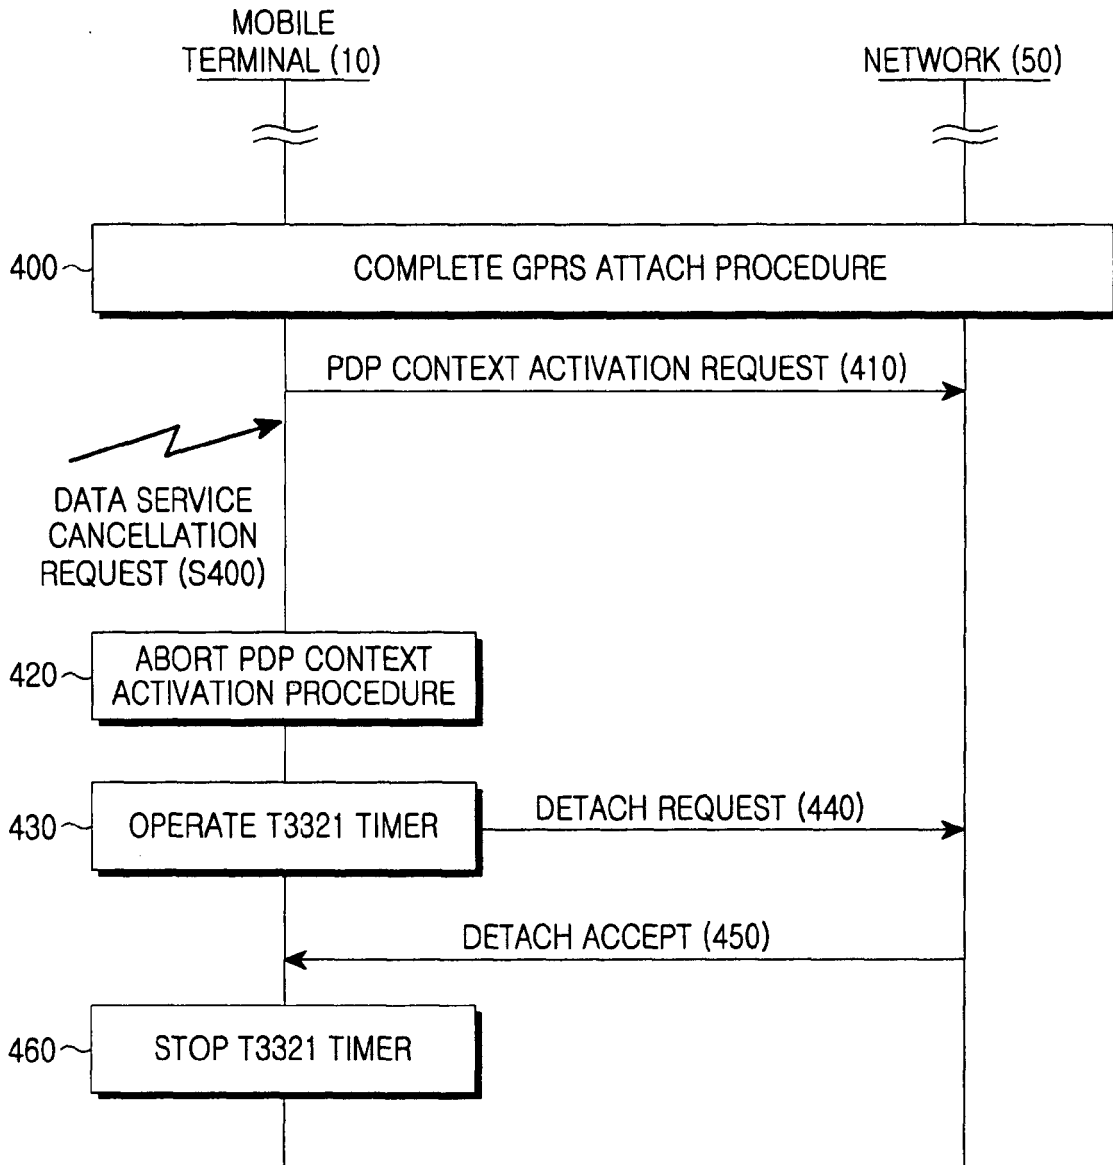 MOBILE
TERMINAL (10)
NETWORK (50)
400
COMPLETE GPRS ATTACH PROCEDURE
PDP CONTEXT ACTIVATION REQUEST (410)
DATA SERVICE
CANCELLATION
REQUEST (S400)
420
ABORT PDP CONTEXT
ACTIVATION PROCEDURE
430
OPERATE T3321 TIMER
DETACH REQUEST (440)
DETACH ACCEPT (450)
460
STOP T3321 TIMER